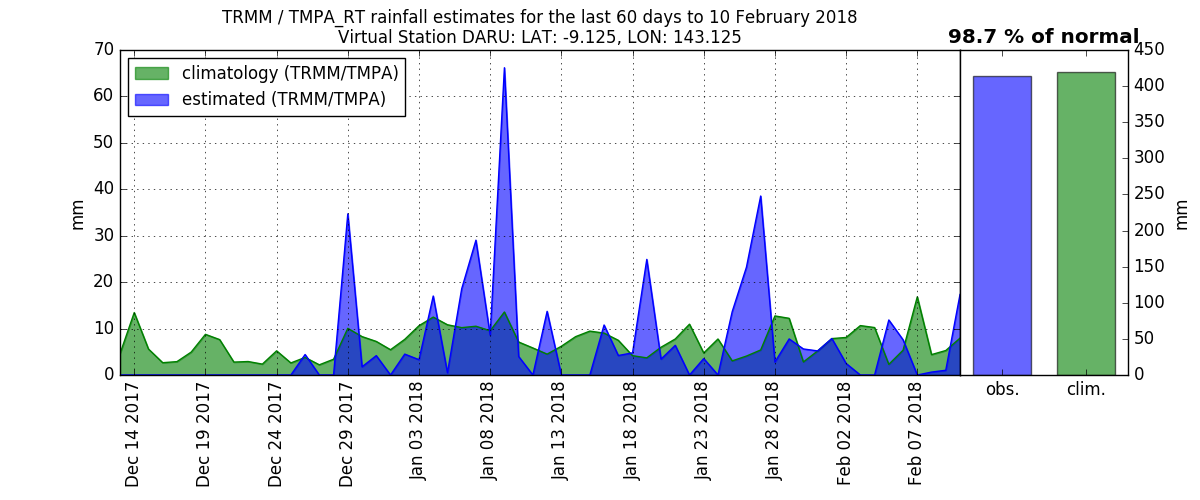 TRMM / TMPA_RT rainfall estimates for the last 60 days to 10 February 2018
Virtual Station DARU: LAT: -9.125, LON: 143.125
98.7 % of normal
climatology (TRMM/TMPA)
estimated (TRMM/TMPA)
70
60
50
40
30
20
10
0
mm
Dec 14 2017
Dec 19 2017
Dec 24 2017
Dec 29 2017
Jan 03 2018
Jan 08 2018
Jan 13 2018
Jan 18 2018
Jan 23 2018
Jan 28 2018
Feb 02 2018
Feb 07 2018
obs.
clim.
450
400
350
300
250
200
150
100
50
0
mm